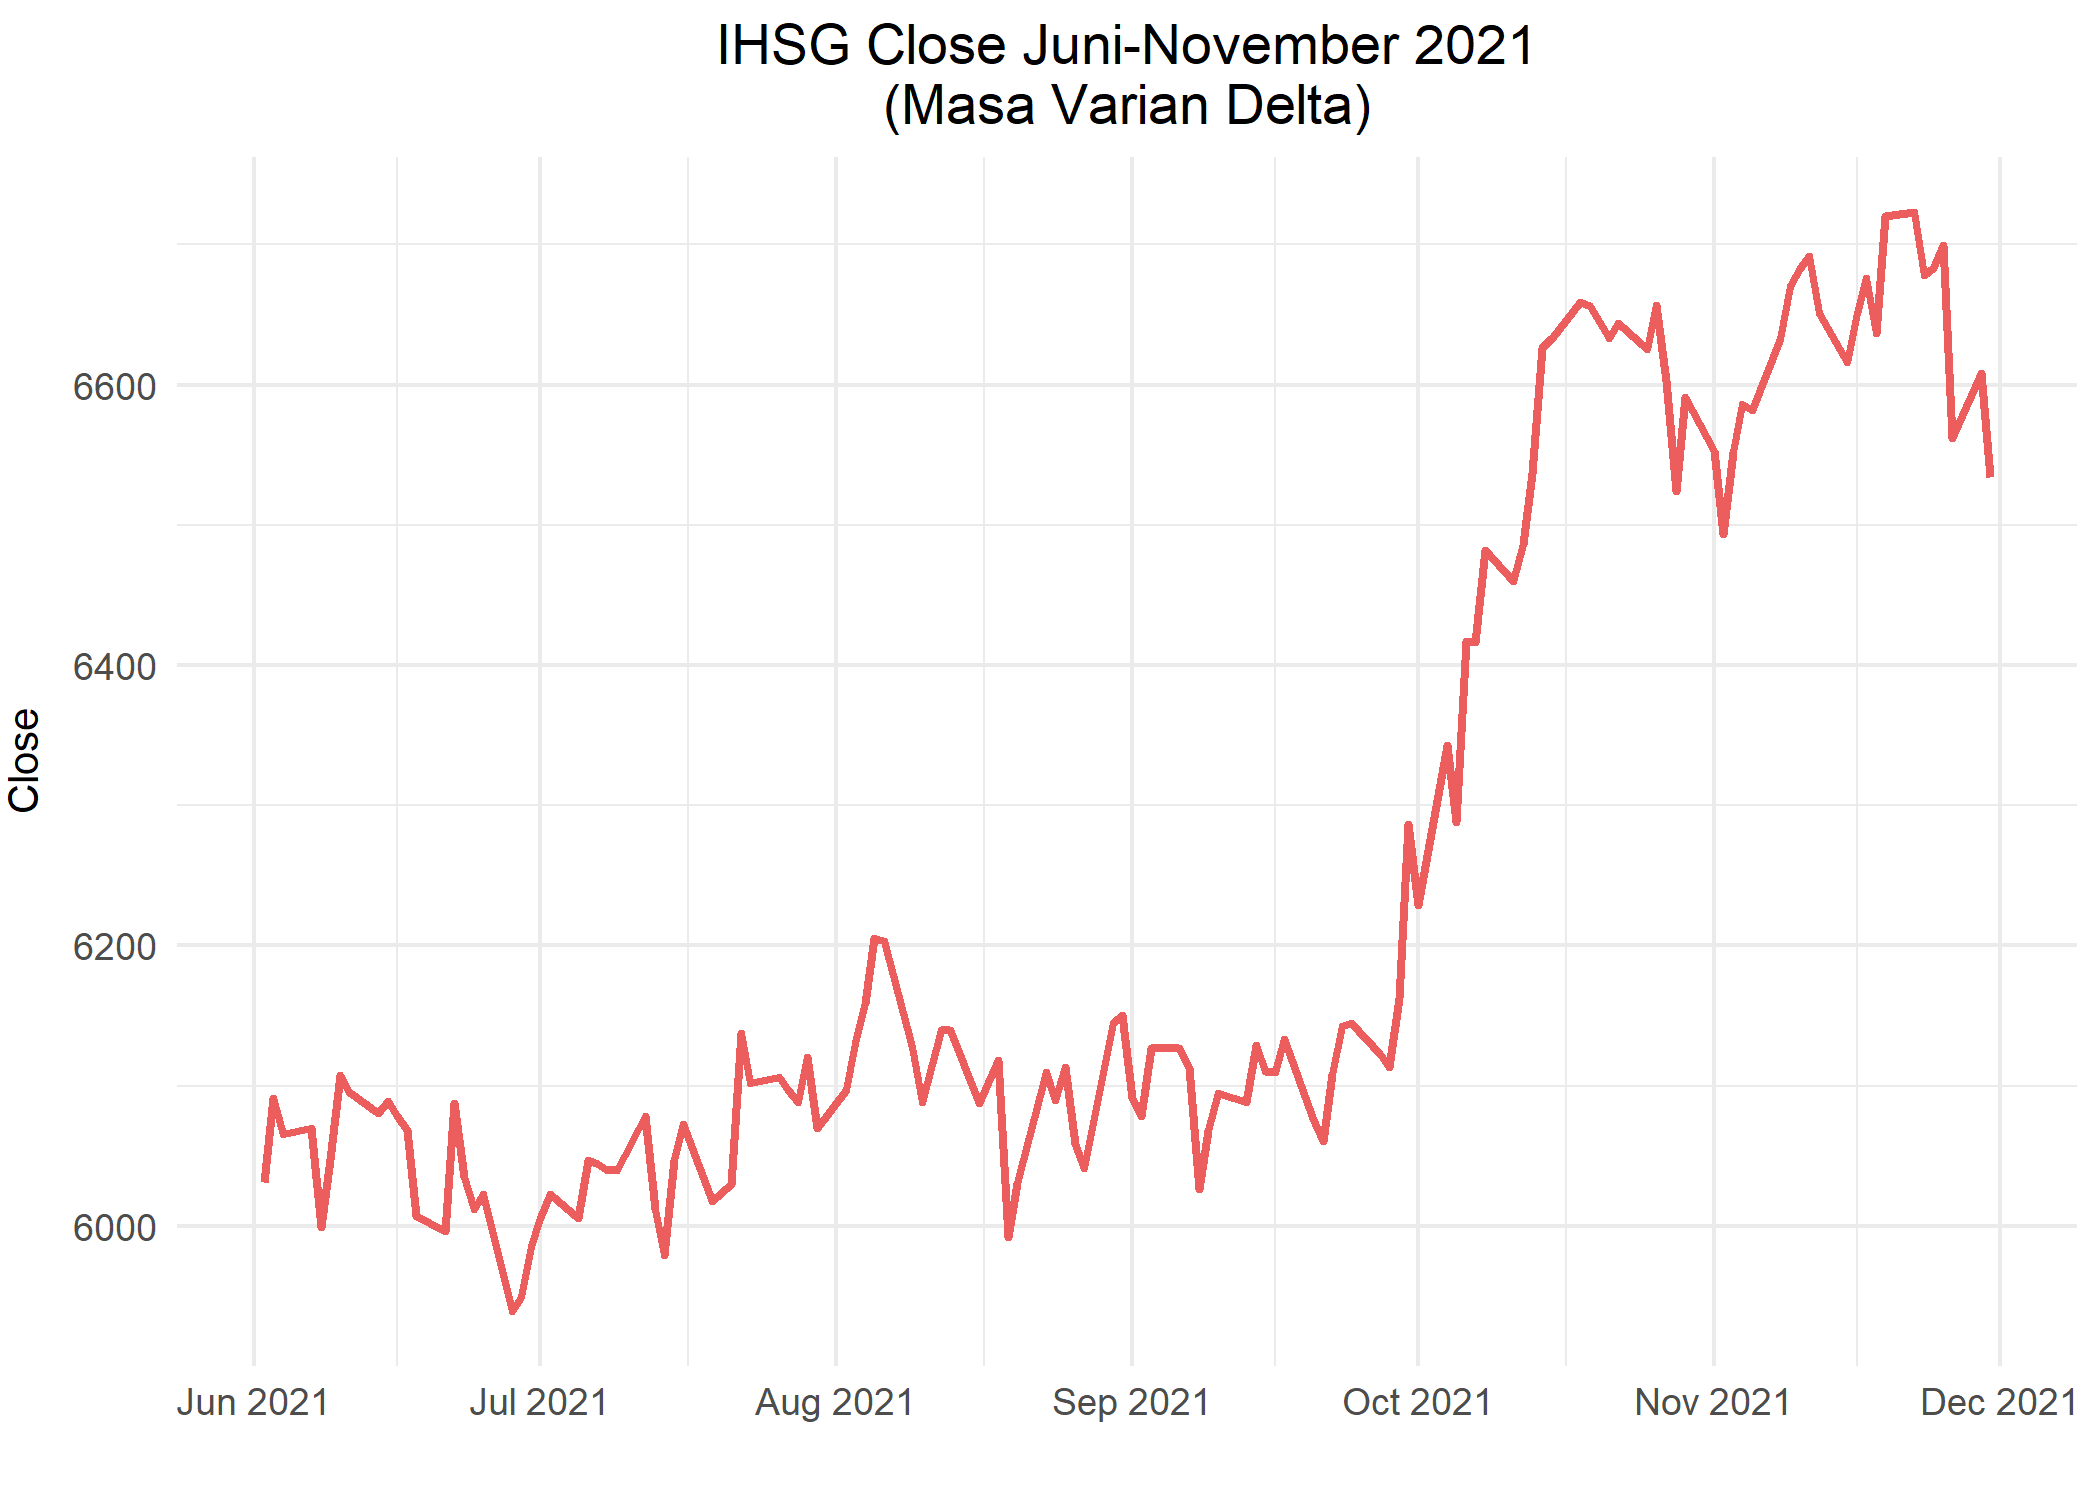 IHSG Close Juni-November 2021
(Masa Varian Delta)
Close
6600
6400
6200
6000
Jun 2021 Jul 2021 Aug 2021 Sep 2021 Oct 2021 Nov 2021 Dec 2021